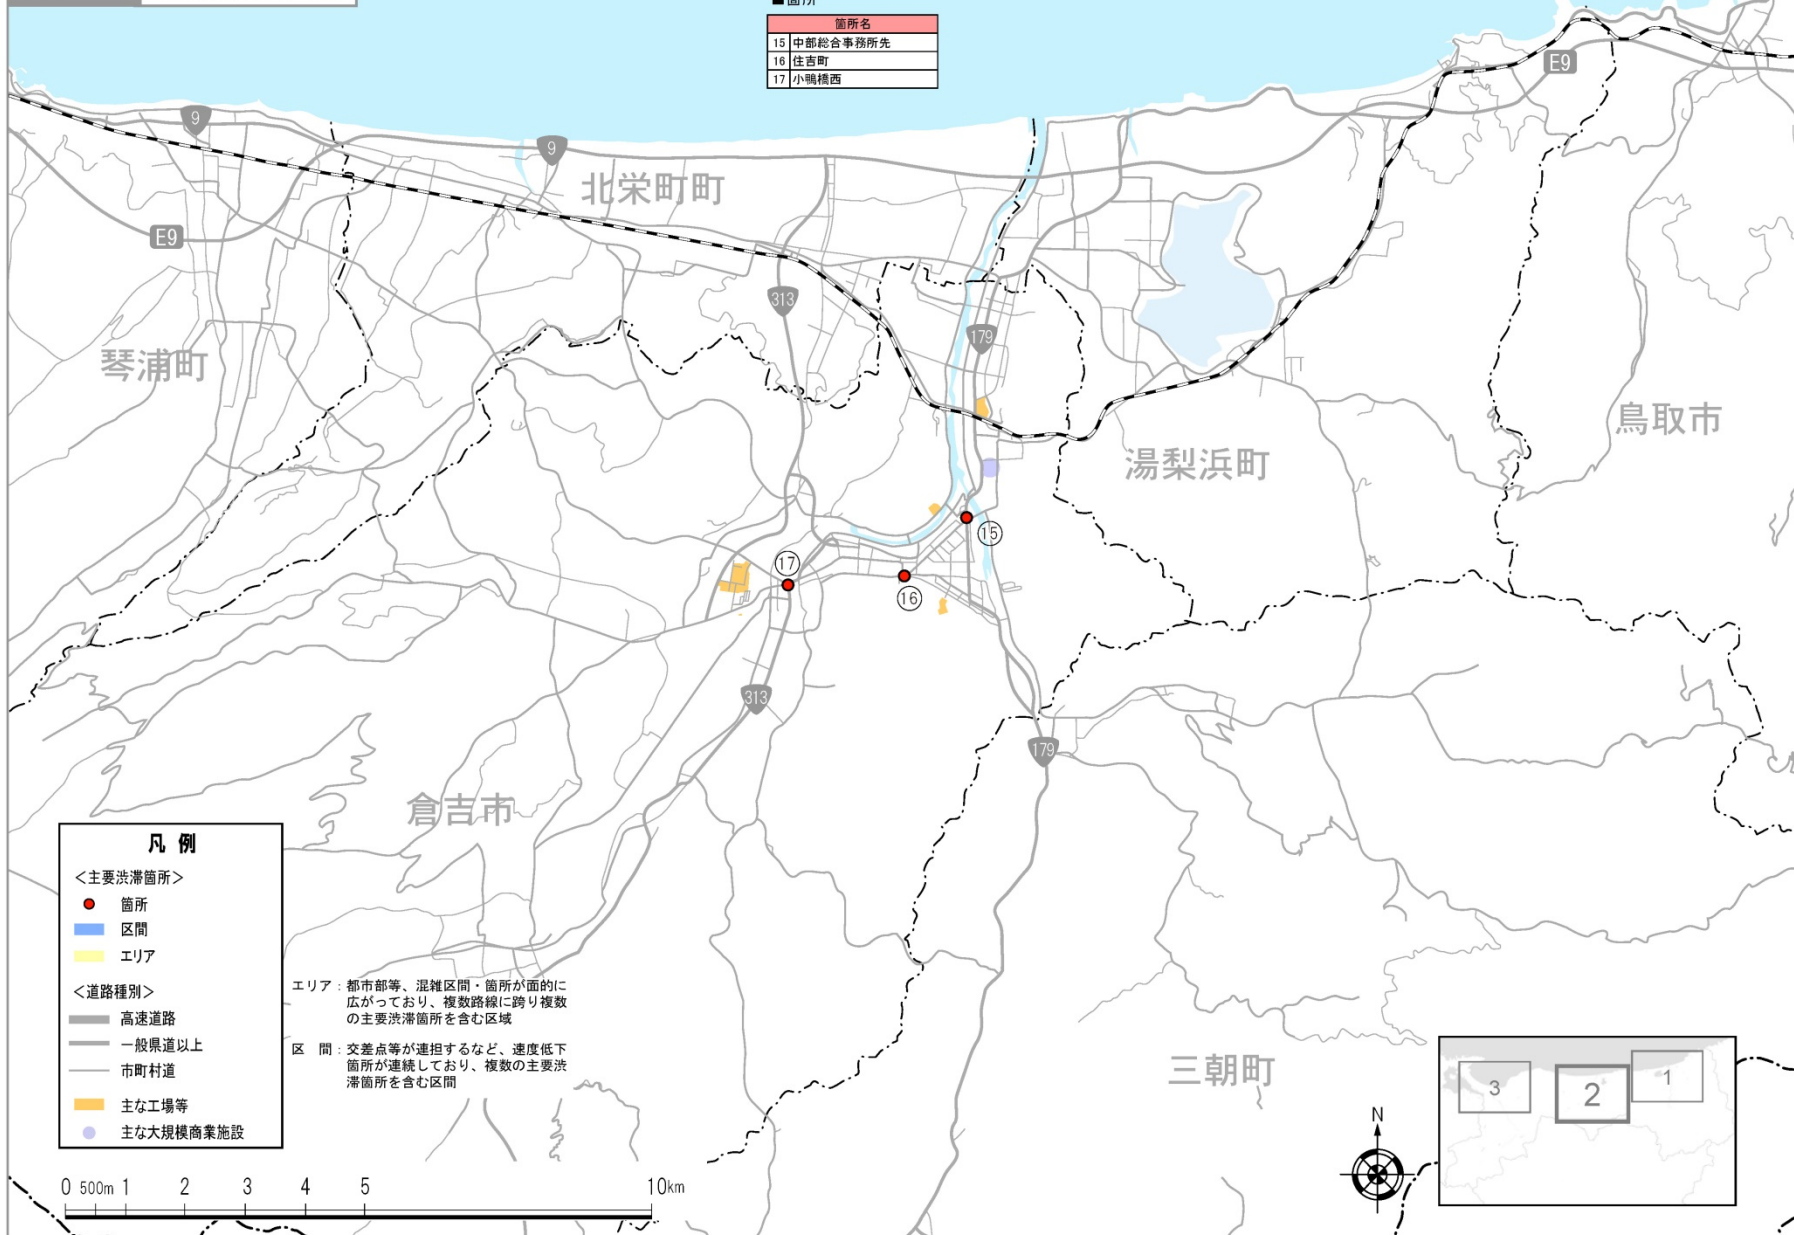 ■箇所
箇所名
15 中部総合事務所先
16 住吉町
17 小鴨橋西
E9
9
9
北栄町町
E9
313
179
琴浦町
鳥取市
湯梨浜町
15
17
16
313
179
倉吉市
凡 例
＜主要渋滞箇所＞
箇所
区間
エリア
＜道路種別＞
高速道路
一般県道以上
市町村道
主な工場等
主な大規模商業施設
エリア：都市部等、混雑区間・箇所が面的に
広がっており、複数路線に跨り複数
の主要渋滞箇所を含む区域
区　間：交差点等が連担するなど、速度低下
箇所が連続しており、複数の主要渋
滞箇所を含む区間
三朝町
N
3
2
1
0 500m 1 2 3 4 5 10km